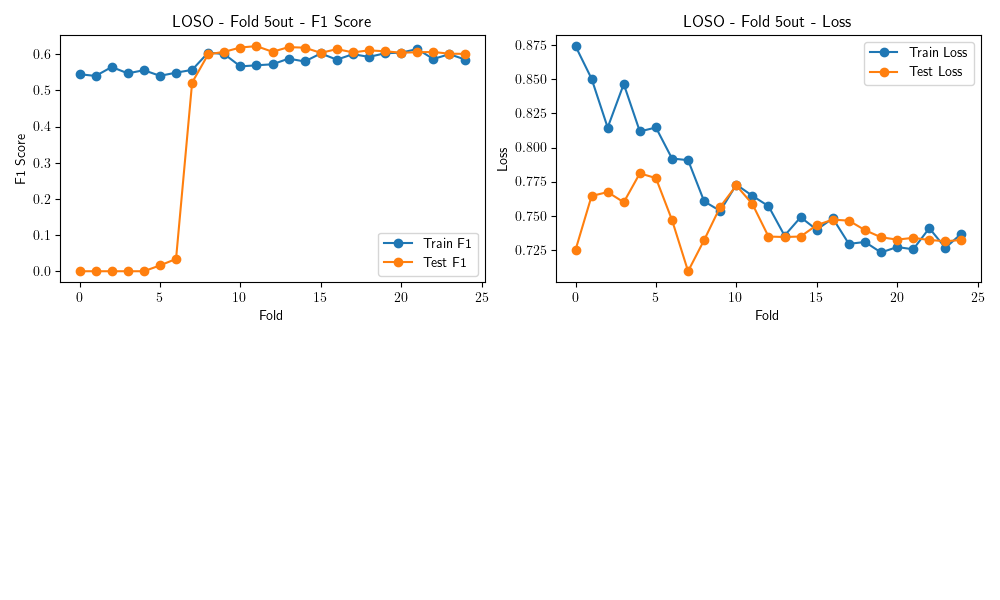 LOSO - Fold 5out - F1 Score
F1 Score
0.6
0.5
0.4
0.3
0.2
0.1
0.0
0 5 10 15 20 25
Fold
Train F1
Test F1
LOSO - Fold 5out - Loss
Loss
0.875
0.850
0.825
0.800
0.775
0.750
0.725
0 5 10 15 20 25
Fold
Train Loss
Test Loss